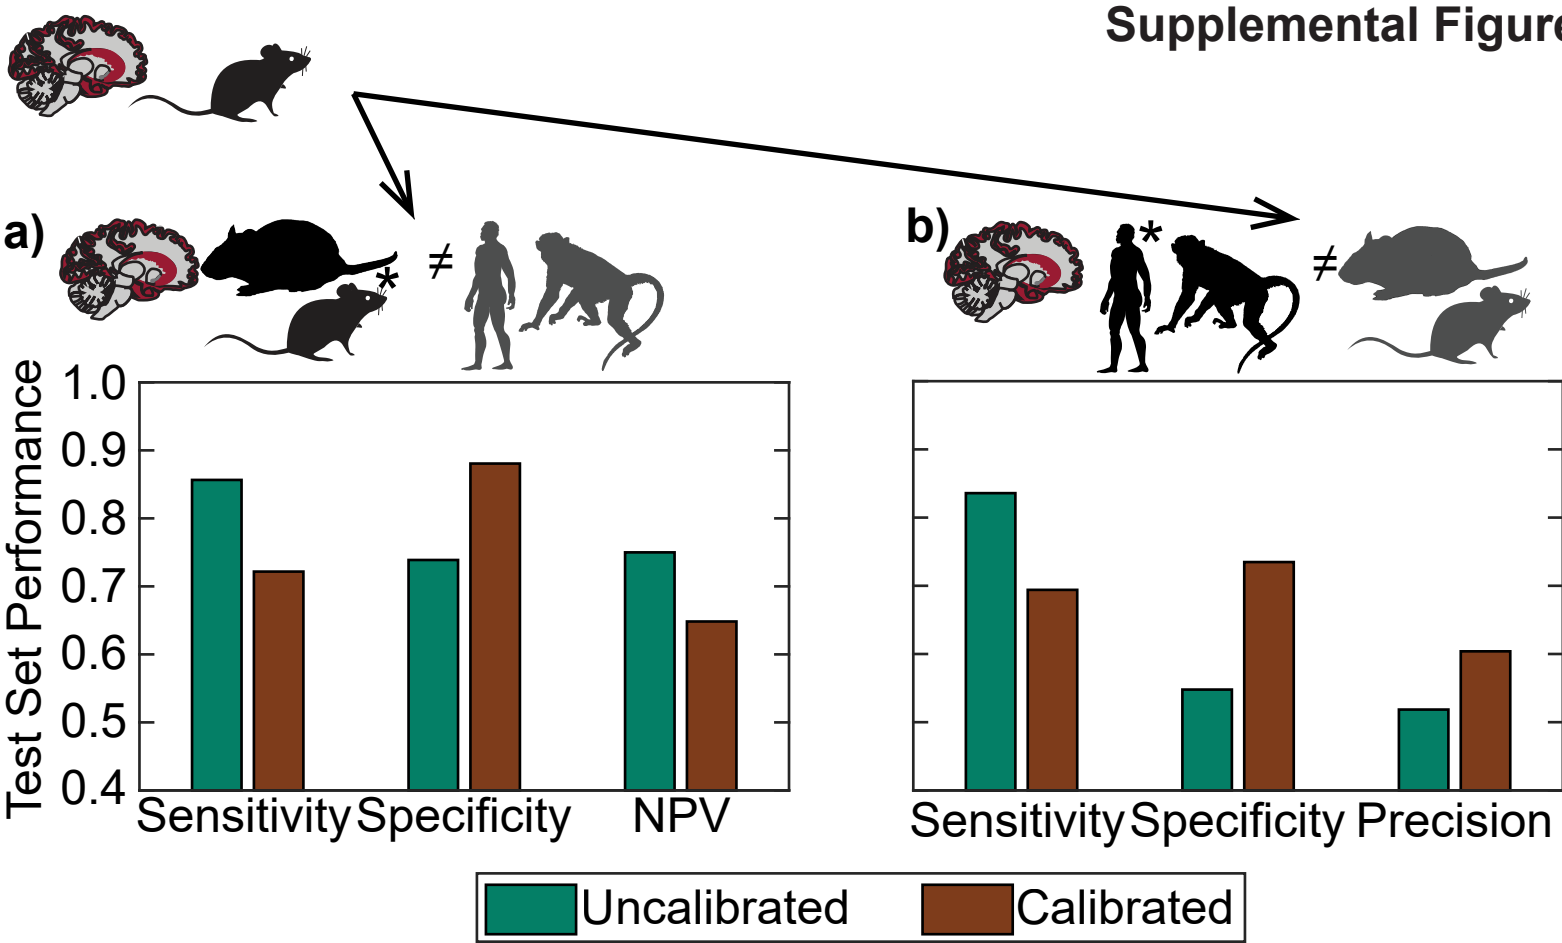 Supplemental Figure
a)
*
≠
b)
*
≠
Test Set Performance
1.0
0.9
0.8
0.7
0.6
0.5
0.4
Sensitivity Specificity NPV
Sensitivity Specificity Precision
Uncalibrated Calibrated